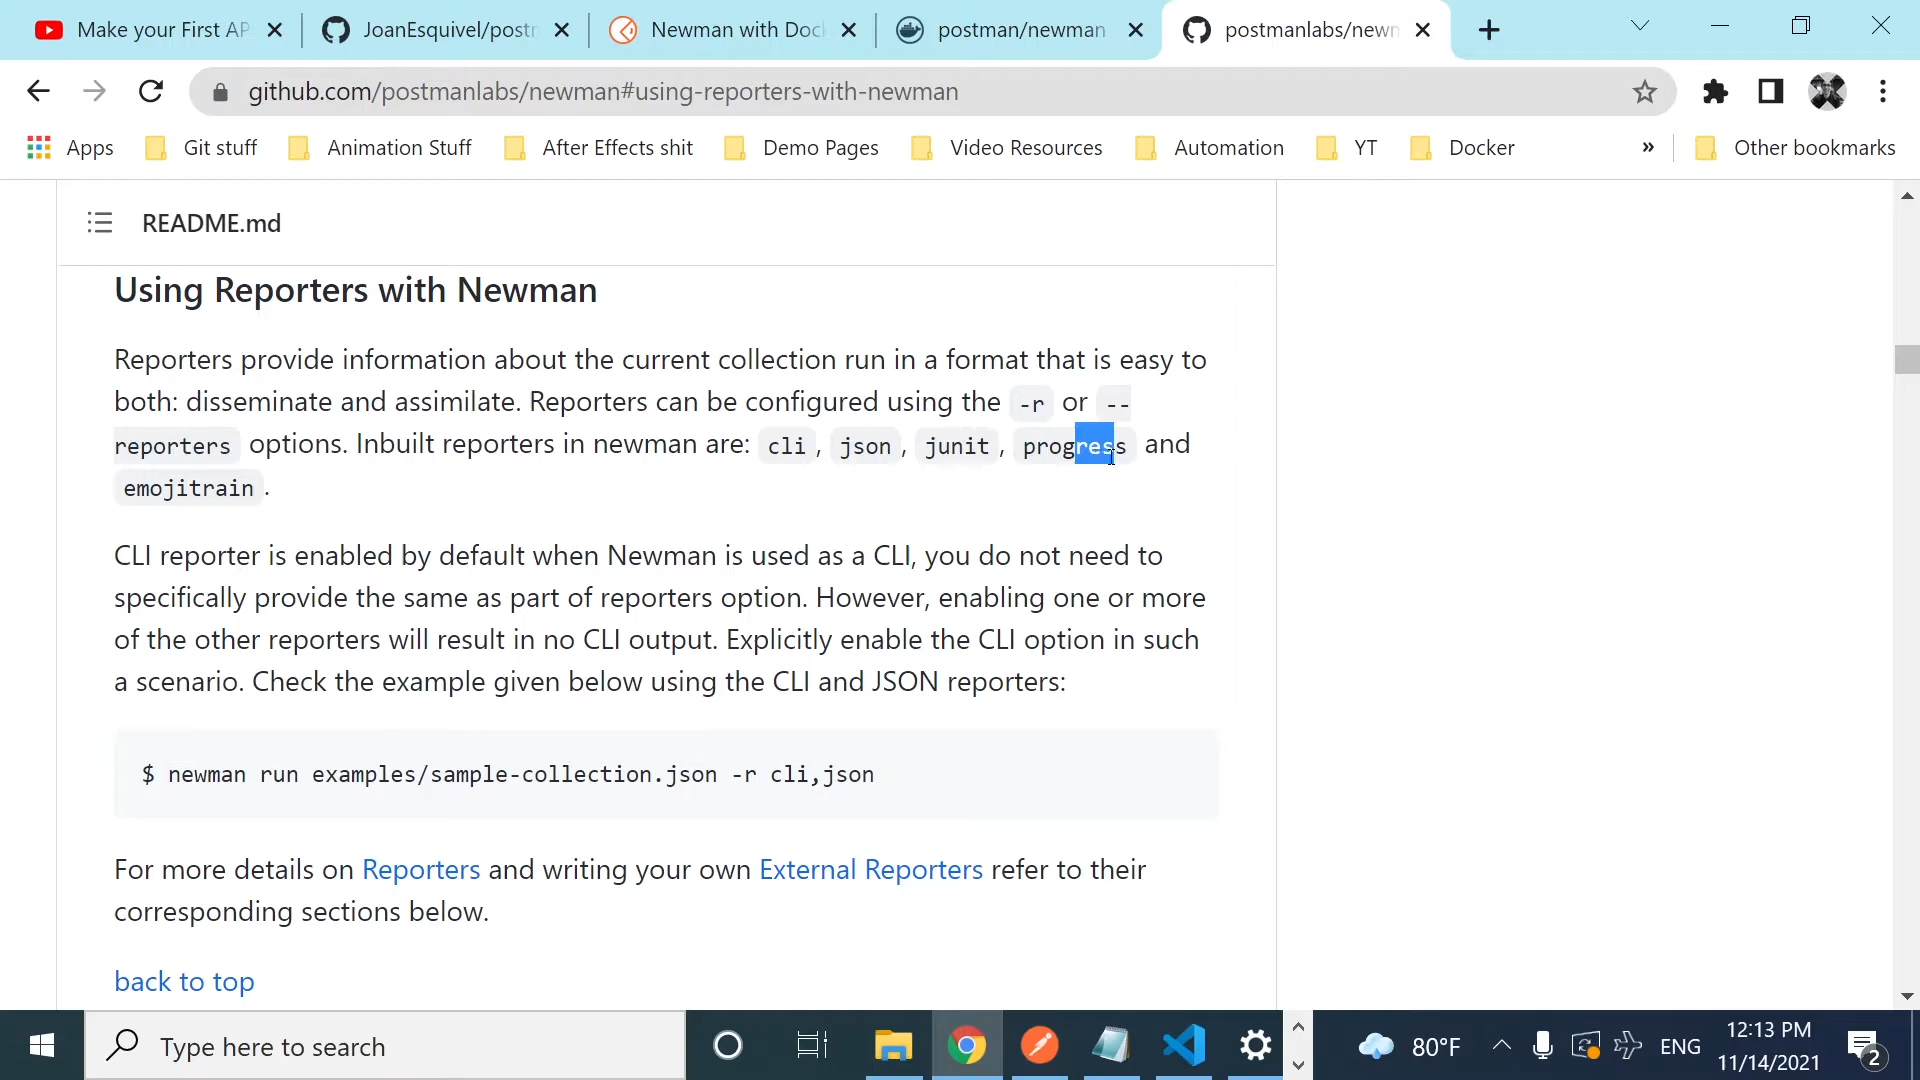 Make your First AP
JoanEsquivel/postm
Newman with Dock
postman/newman
postmanlabs/newm
github.com/postmanlabs/newman#using-reporters-with-newman
Apps
Git stuff
Animation Stuff
After Effects shit
Demo Pages
Video Resources
Automation
YT
Docker
»
Other bookmarks
README.md
Using Reporters with Newman
Reporters provide information about the current collection run in a format that is easy to
both: disseminate and assimilate. Reporters can be configured using the -r or --
reporters options. Inbuilt reporters in newman are: cli, json, junit, progress and
emojitrain.
CLI reporter is enabled by default when Newman is used as a CLI, you do not need to
specifically provide the same as part of reporters option. However, enabling one or more
of the other reporters will result in no CLI output. Explicitly enable the CLI option in such
a scenario. Check the example given below using the CLI and JSON reporters:
$ newman run examples/sample-collection.json -r cli,json
For more details on Reporters and writing your own External Reporters refer to their
corresponding sections below.
back to top
Type here to search
80°F
ENG
12:13 PM
11/14/2021
2